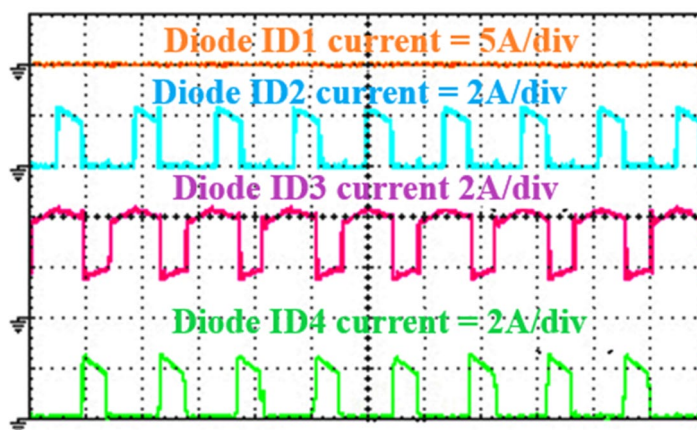 Diode ID1 current = 5A/div
Diode ID2 current = 2A/div
Diode ID3 current 2A/div
Diode ID4 current = 2A/div